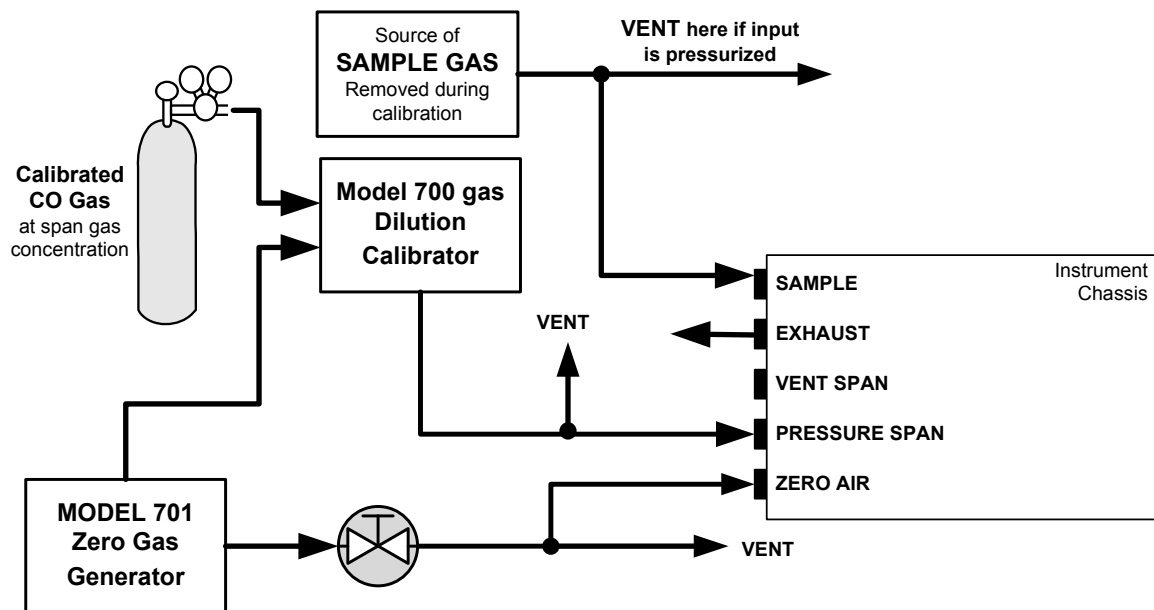 Source of
SAMPLE GAS
Removed during
calibration
VENT here if input
is pressurized
Calibrated
CO Gas
at span gas
concentration
Model 700 gas
Dilution
Calibrator
Instrument
Chassis
SAMPLE
EXHAUST
VENT SPAN
PRESSURE SPAN
ZERO AIR
VENT
MODEL 701
Zero Gas
Generator
VENT